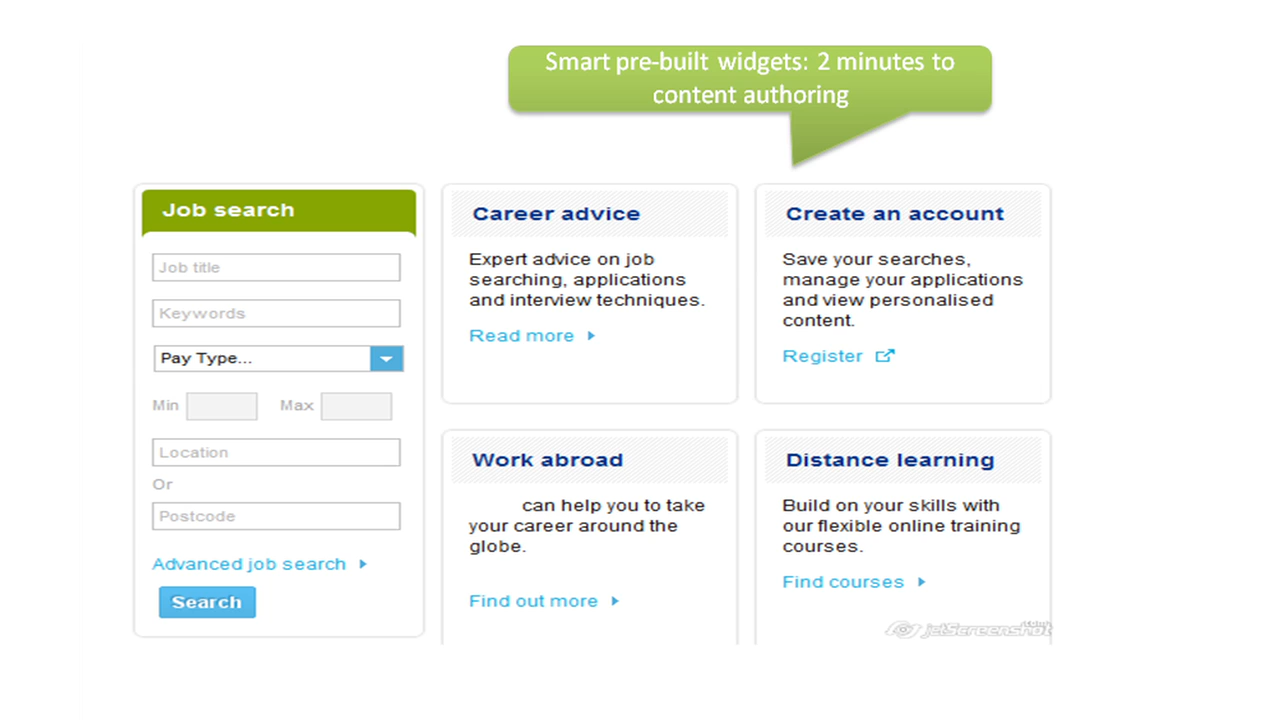 Smart pre-built widgets: 2 minutes to
content authoring
Job search
Job title
Keywords
Pay Type...
Min
Max
Location
Or
Postcode
Advanced job search
Search
Career advice
Expert advice on job
searching, applications
and interview techniques.
Read more
Create an account
Save your searches,
manage your applications
and view personalised
content.
Register
Work abroad
can help you to take
your career around the
globe.
Find out more
Distance learning
Build on your skills with
our flexible online training
courses.
Find courses
jetScreenshot
.com